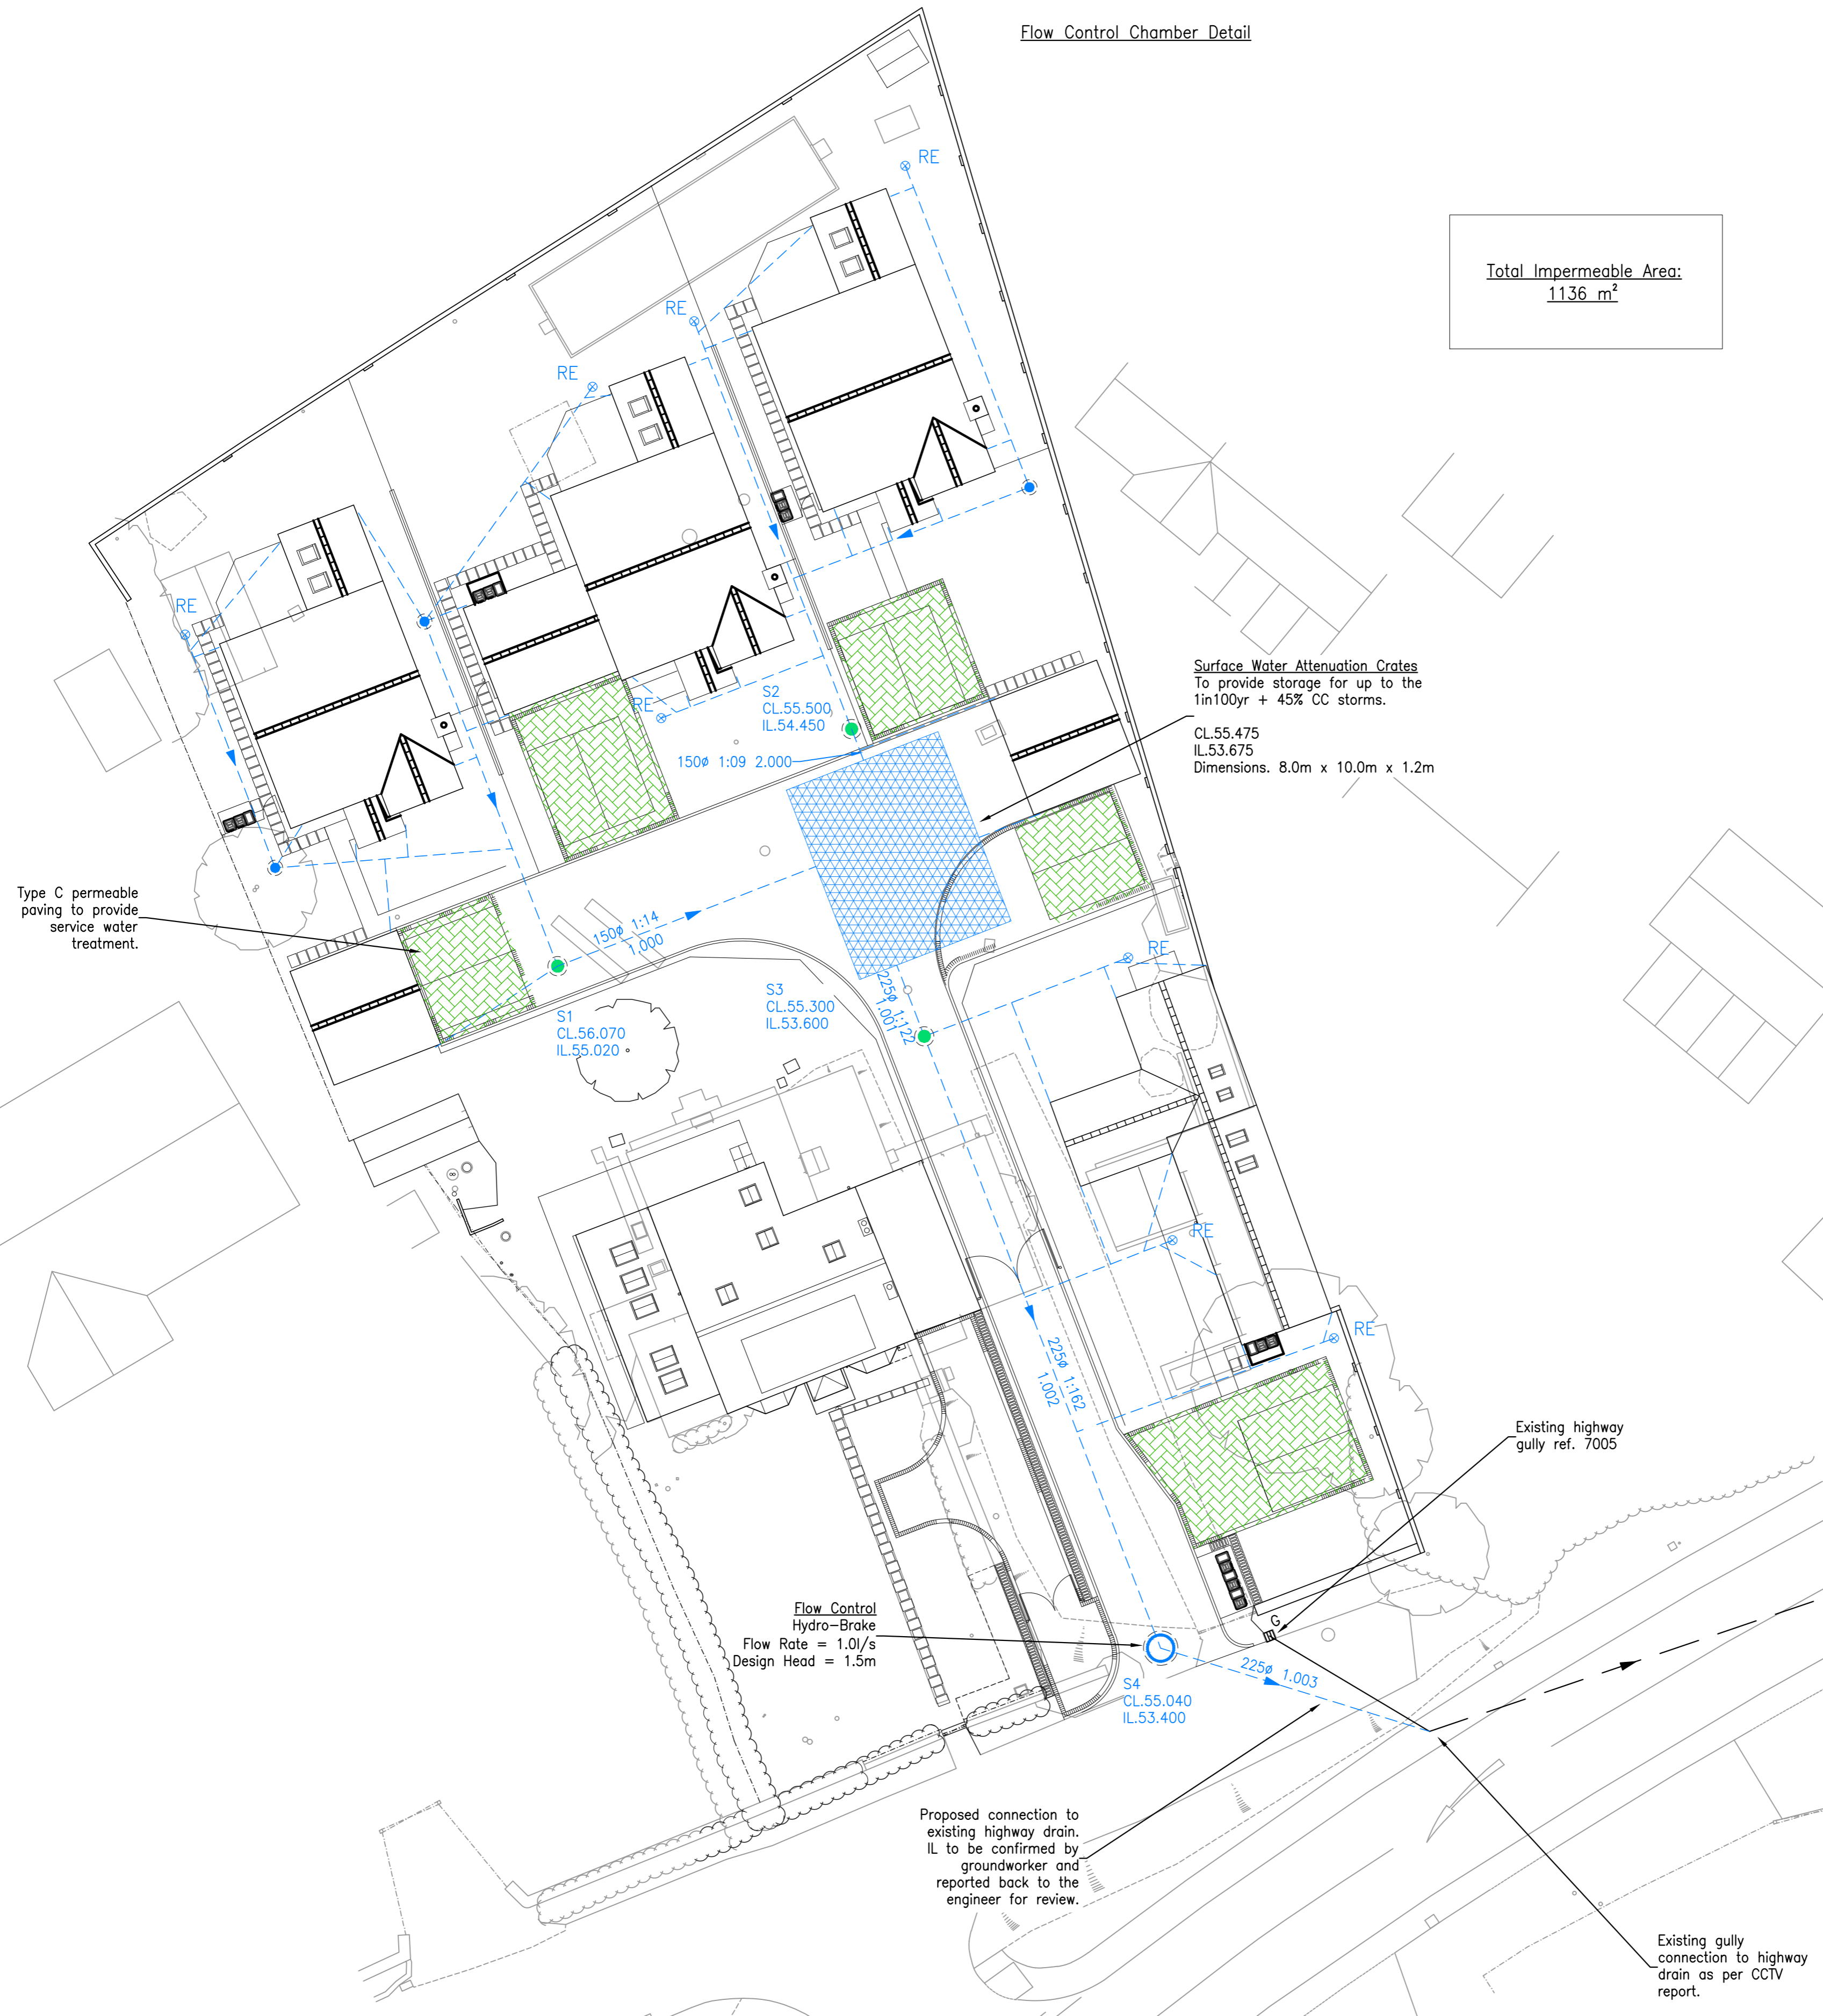 Flow Control Chamber Detail
RE
Total Impermeable Area:
1136 m²
RE
RE
RE
Surface Water Attenuation Crates
To provide storage for up to the
1in100yr + 45% CC storms.
CL.55.475
IL.53.675
Dimensions. 8.0m x 10.0m x 1.2m
RE
S2
CL.55.500
IL.54.450
150ø 1:09 2.000
Type C permeable
paving to provide
service water
treatment.
150ø 1:14
1.000
RE
S3
CL.55.300
IL.53.600
225ø 1:122
1.001
S1
CL.56.070
IL.55.020
RE
RE
225ø 1:162
1.002
Existing highway
gully ref. 7005
Flow Control
Hydro-Brake
Flow Rate = 1.0l/s
Design Head = 1.5m
G
225ø 1.003
S4
CL.55.040
IL.53.400
Proposed connection to
existing highway drain.
IL to be confirmed by
groundworker and
reported back to the
engineer for review.
Existing gully
connection to highway
drain as per CCTV
report.